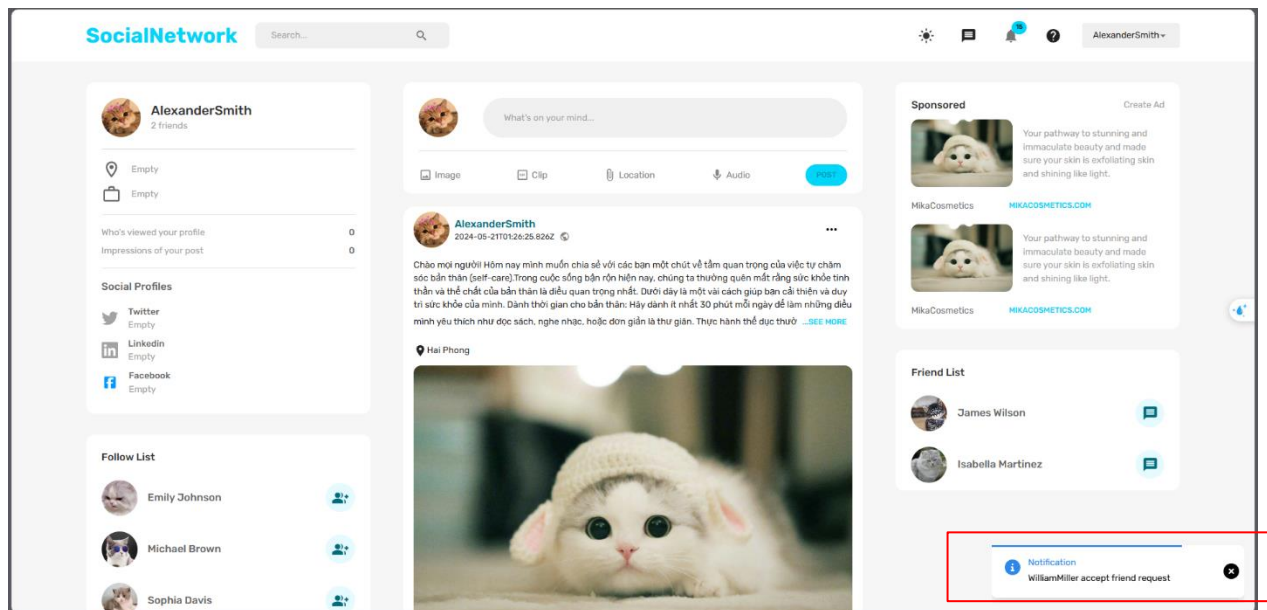 SocialNetwork
Search...
15
AlexanderSmith
AlexanderSmith
2 friends
Empty
Empty
Who's viewed your profile 0
Impressions of your post 0
Social Profiles
Twitter
Empty
Linkedin
Empty
Facebook
Empty
Follow List
Emily Johnson
Michael Brown
Sophia Davis
What's on your mind...
Image Clip Location Audio POST
AlexanderSmith
2024-05-21T01:26:25.826Z
Chào mọi người! Hôm nay mình muốn chia sẻ với các bạn một chút về tầm quan trọng của việc tự chăm
sóc bản thân (self-care).Trong cuộc sống bận rộn hiện nay, chúng ta thường quên mất rằng sức khỏe tinh
thần và thể chất của bản thân là điều quan trọng nhất. Dưới đây là một vài cách giúp bạn cải thiện và duy
trì sức khỏe của mình. Dành thời gian cho bản thân: Hãy dành ít nhất 30 phút mỗi ngày để làm những điều
mình yêu thích như đọc sách, nghe nhạc, hoặc đơn giản là thư giãn. Thực hành thể dục thườ ...SEE MORE
Hai Phong
Sponsored Create Ad
Your pathway to stunning and
immaculate beauty and made
sure your skin is exfoliating skin
and shining like light.
MikaCosmetics MIKACOSMETICS.COM
Your pathway to stunning and
immaculate beauty and made
sure your skin is exfoliating skin
and shining like light.
MikaCosmetics MIKACOSMETICS.COM
Friend List
James Wilson
Isabella Martinez
Notification
WilliamMiller accept friend request